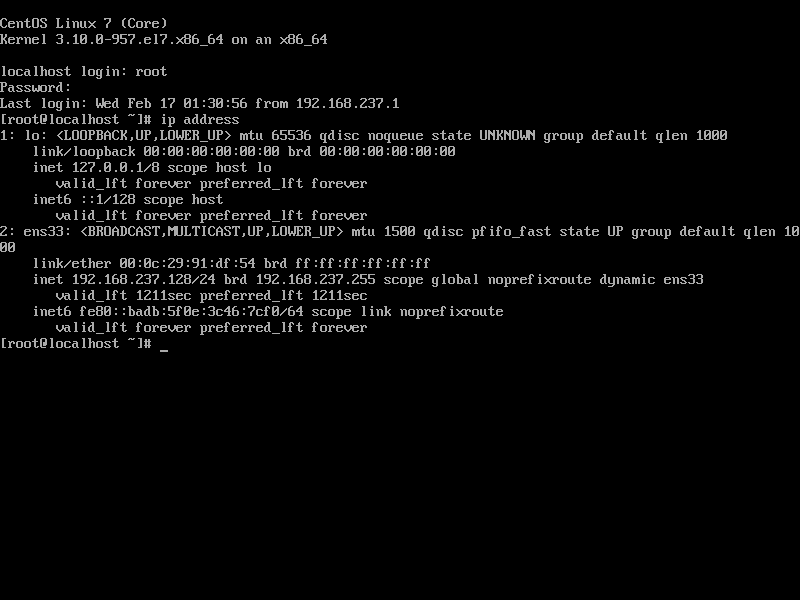 CentOS Linux 7 (Core)
Kernel 3.10.0-957.el7.x86_64 on an x86_64
localhost login: root
Password:
Last login: Wed Feb 17 01:30:56 from 192.168.237.1
[root@localhost ~]# ip address
1: lo: <LOOPBACK,UP,LOWER_UP> mtu 65536 qdisc noqueue state UNKNOWN group default qlen 1000
    link/loopback 00:00:00:00:00:00 brd 00:00:00:00:00:00
    inet 127.0.0.1/8 scope host lo
       valid_lft forever preferred_lft forever
    inet6 ::1/128 scope host
       valid_lft forever preferred_lft forever
2: ens33: <BROADCAST,MULTICAST,UP,LOWER_UP> mtu 1500 qdisc pfifo_fast state UP group default qlen 10
00
    link/ether 00:0c:29:91:df:54 brd ff:ff:ff:ff:ff:ff
    inet 192.168.237.128/24 brd 192.168.237.255 scope global noprefixroute dynamic ens33
       valid_lft 1211sec preferred_lft 1211sec
    inet6 fe80::badb:5f0e:3c46:7cf0/64 scope link noprefixroute
       valid_lft forever preferred_lft forever
[root@localhost ~]# _